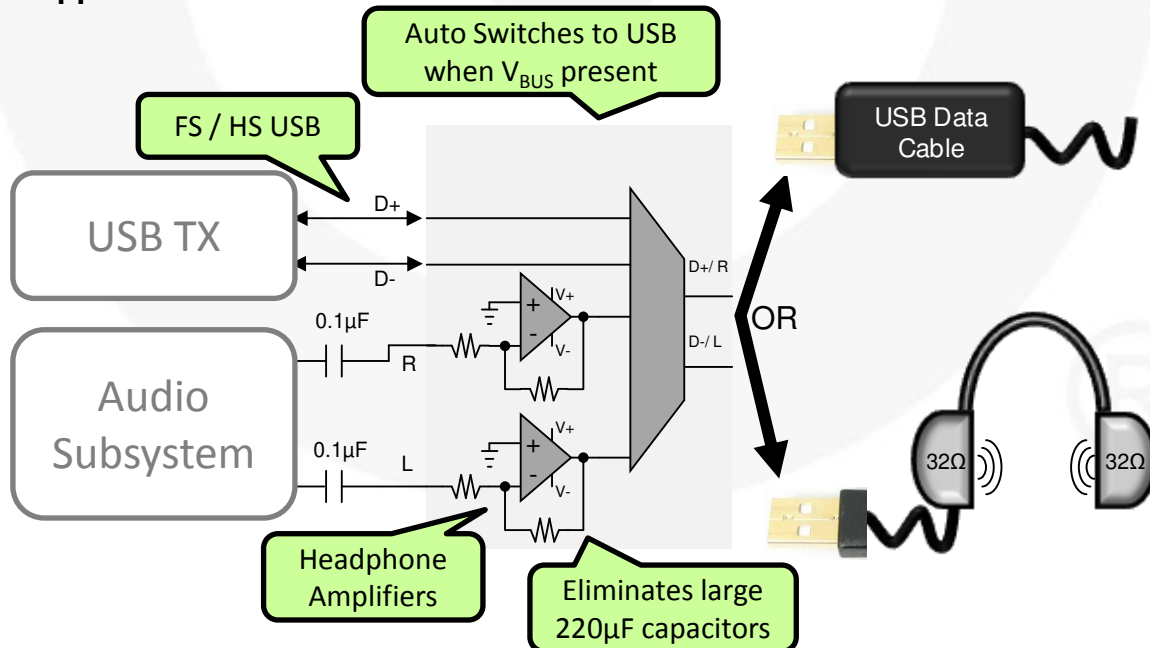 Auto Switches to USB
when VBUS present
FS / HS USB
USB Data
Cable
USB TX
D+
D-
D+/ R
D-/ L
OR
V+
+
-
V-
0.1µF
R
Audio
Subsystem
0.1µF
L
V+
+
-
V-
32Ω
32Ω
Headphone
Amplifiers
Eliminates large
220µF capacitors